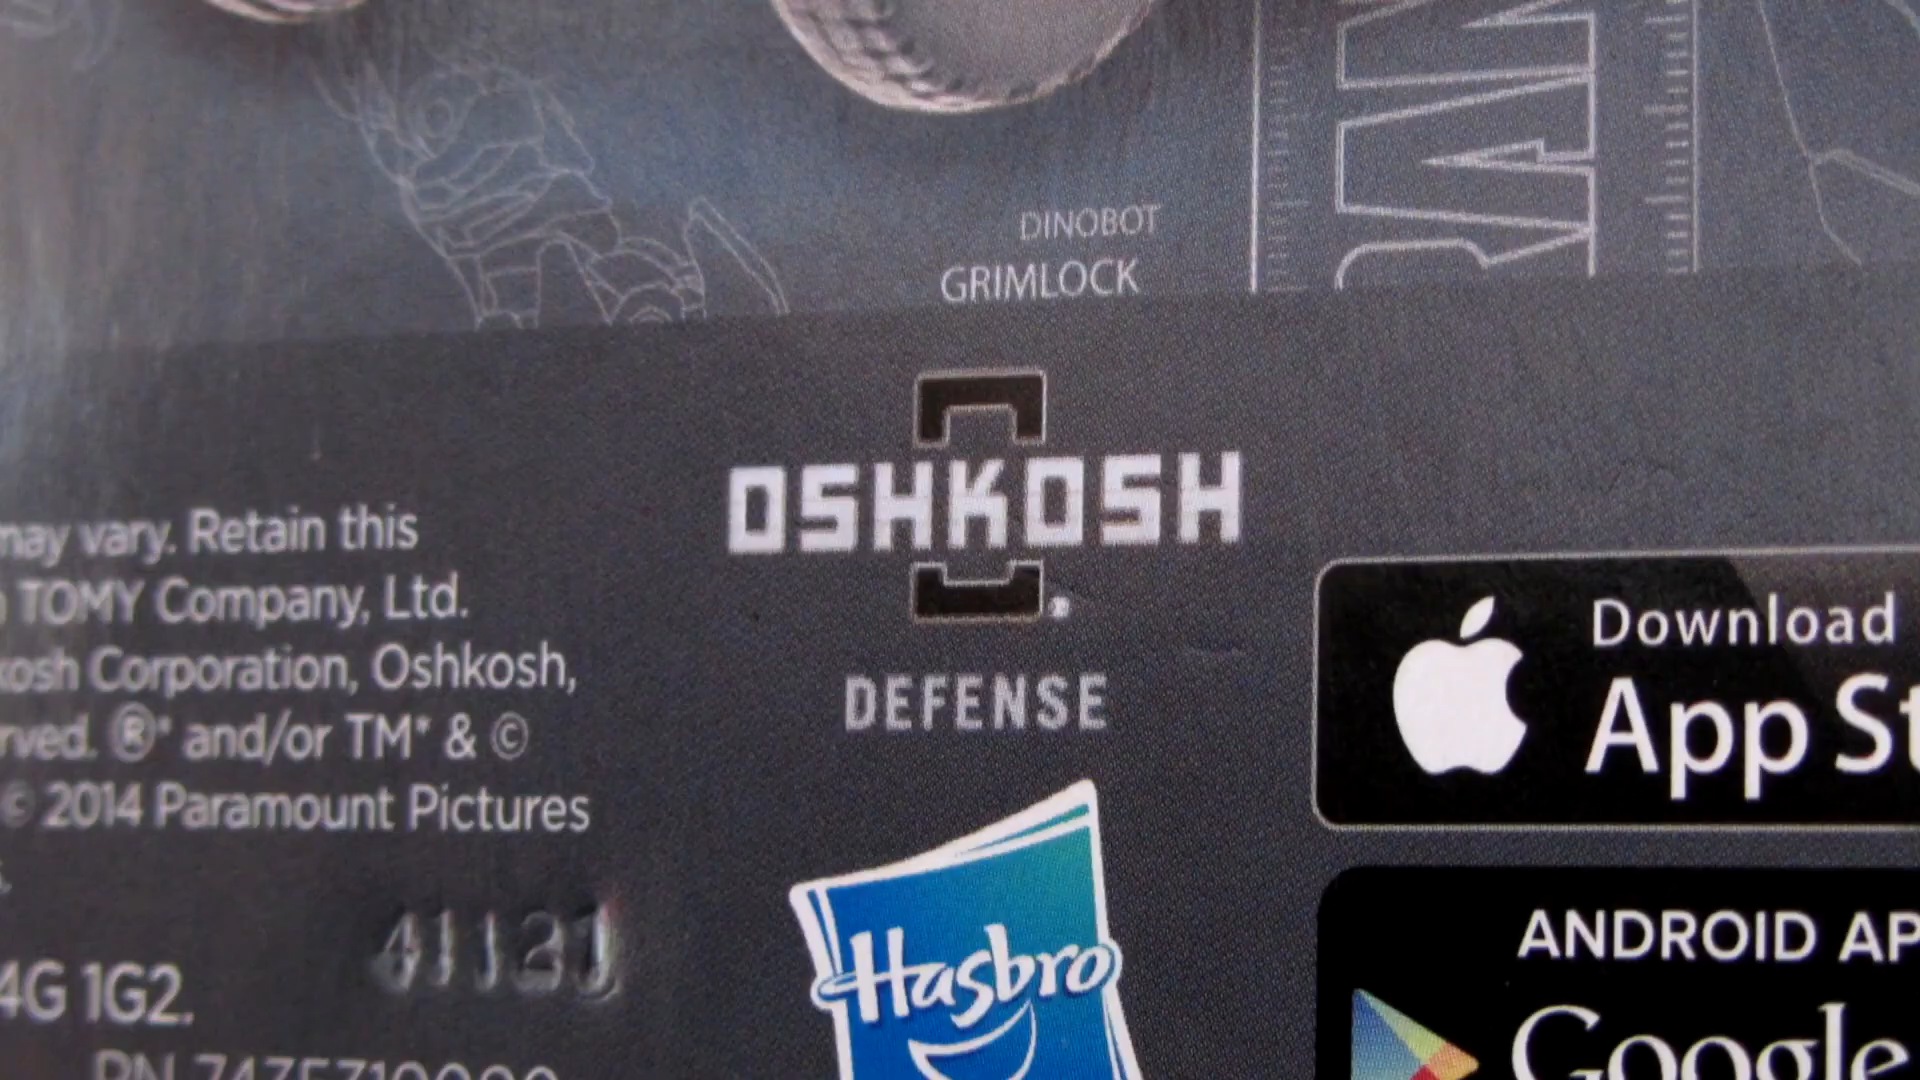 DINOBOT
GRIMLOCK
OSHKOSH
DEFENSE
may vary. Retain this
TOMY Company, Ltd.
kosh Corporation, Oshkosh,
rved. ®* and/or TM* & ©
© 2014 Paramount Pictures
41121
4G 1G2.
Hasbro
Download
App St
ANDROID AP
Google